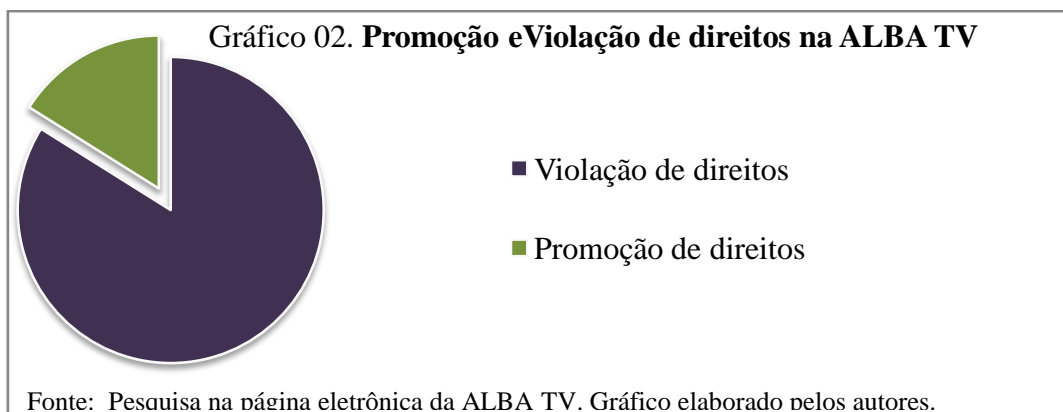 Gráfico 02. Promoção eViolação de direitos na ALBA TV
Violação de direitos
Promoção de direitos
Fonte: Pesquisa na página eletrônica da ALBA TV. Gráfico elaborado pelos autores.